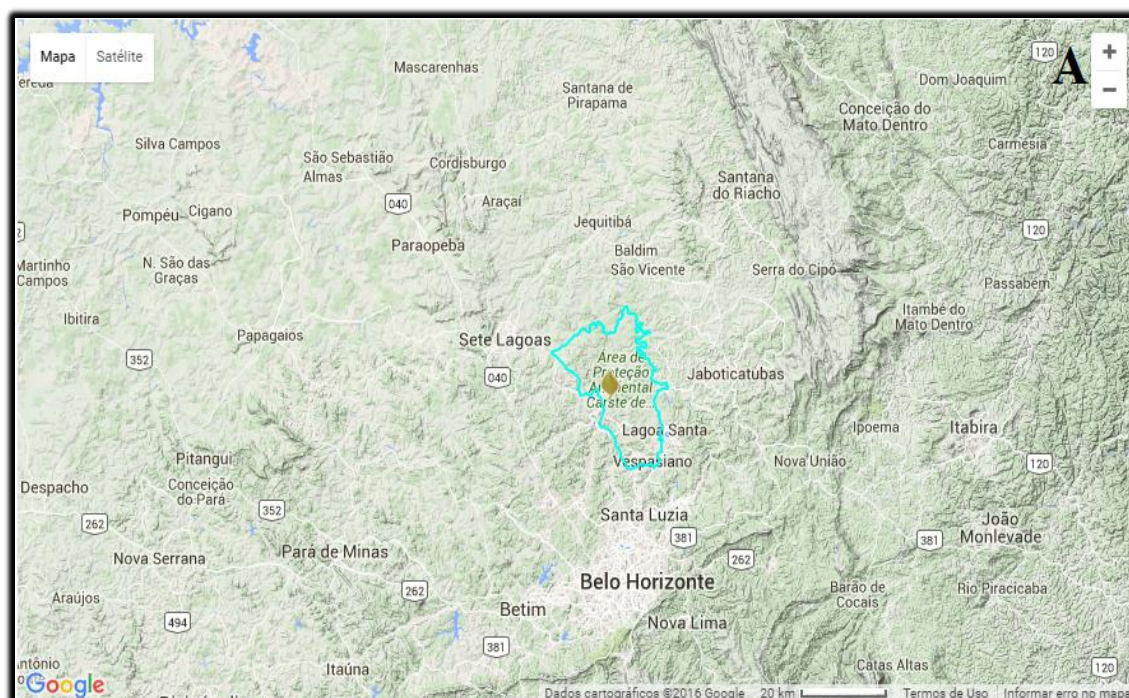 Mapa Satélite
A
+
−
120
Mascarenhas
Dom Joaquim
Santana de
Pirapama
Conceição do
Mato Dentro
Silva Campos
São Sebastião
Almas
Cordisburgo
Carmésia
Santana
do Riacho
040
Araçaí
Pompéu
Cigano
Jequitibá
120
Paraopeba
Baldim
São Vicente
Martinho
Campos
N. São das
Graças
Serra do Cipó
Passabém
Ibitira
Papagaios
Sete Lagoas
Itambé do
Mato Dentro
352
040
Área de
Proteção
Ambiental
Carste de...
Jaboticatubas
Lagoa Santa
Ipoema
Itabira
Pitangui
Vespasiano
Nova União
120
Despacho
Conceição
do Pará
352
262
Santa Luzia
João
Monlevade
381
381
Nova Serrana
Pará de Minas
262
Belo Horizonte
262
Barão de
Cocais
Rio Piracicaba
Araújos
Betim
494
Nova Lima
381
Itaúna
Catas Altas
120
Google
Dados cartográficos ©2016 Google 20 km Termos de Uso Informar erro no mapa